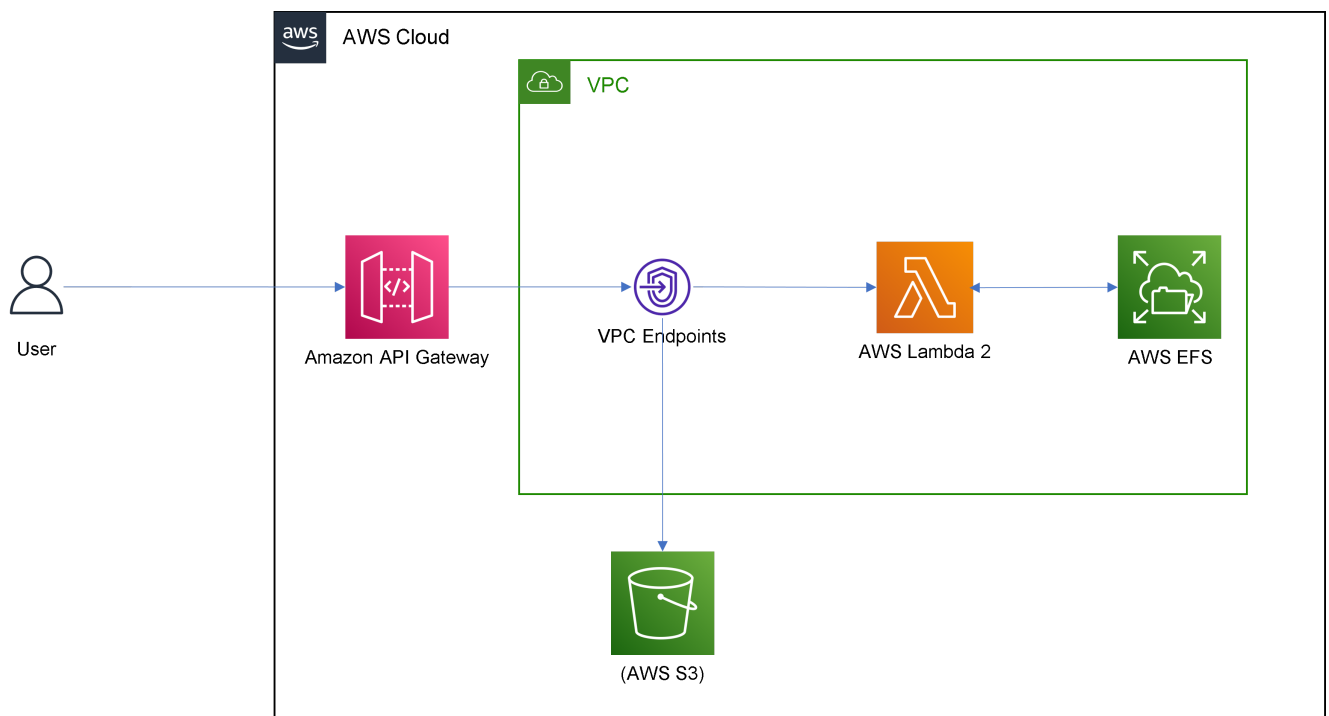 aws
AWS Cloud
VPC
User
Amazon API Gateway
</>
VPC Endpoints
AWS Lambda 2
AWS EFS
(AWS S3)